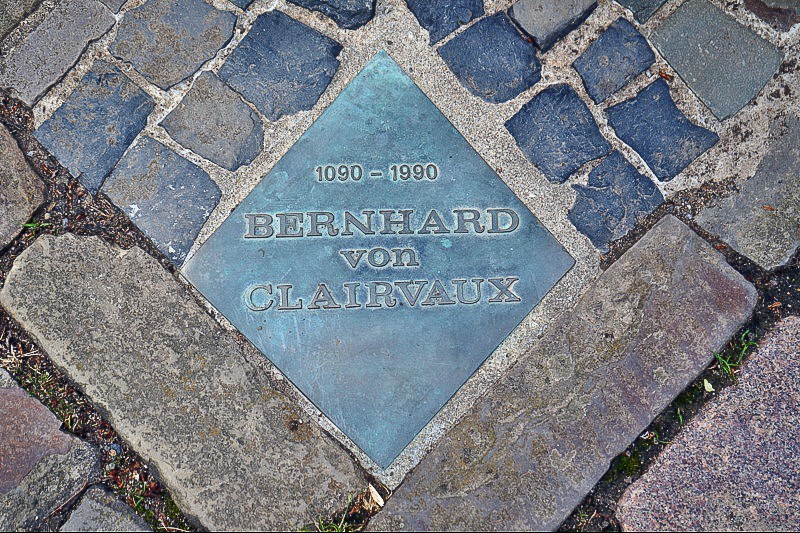 1090 – 1990
BERNHARD
von
CLAIRVAUX